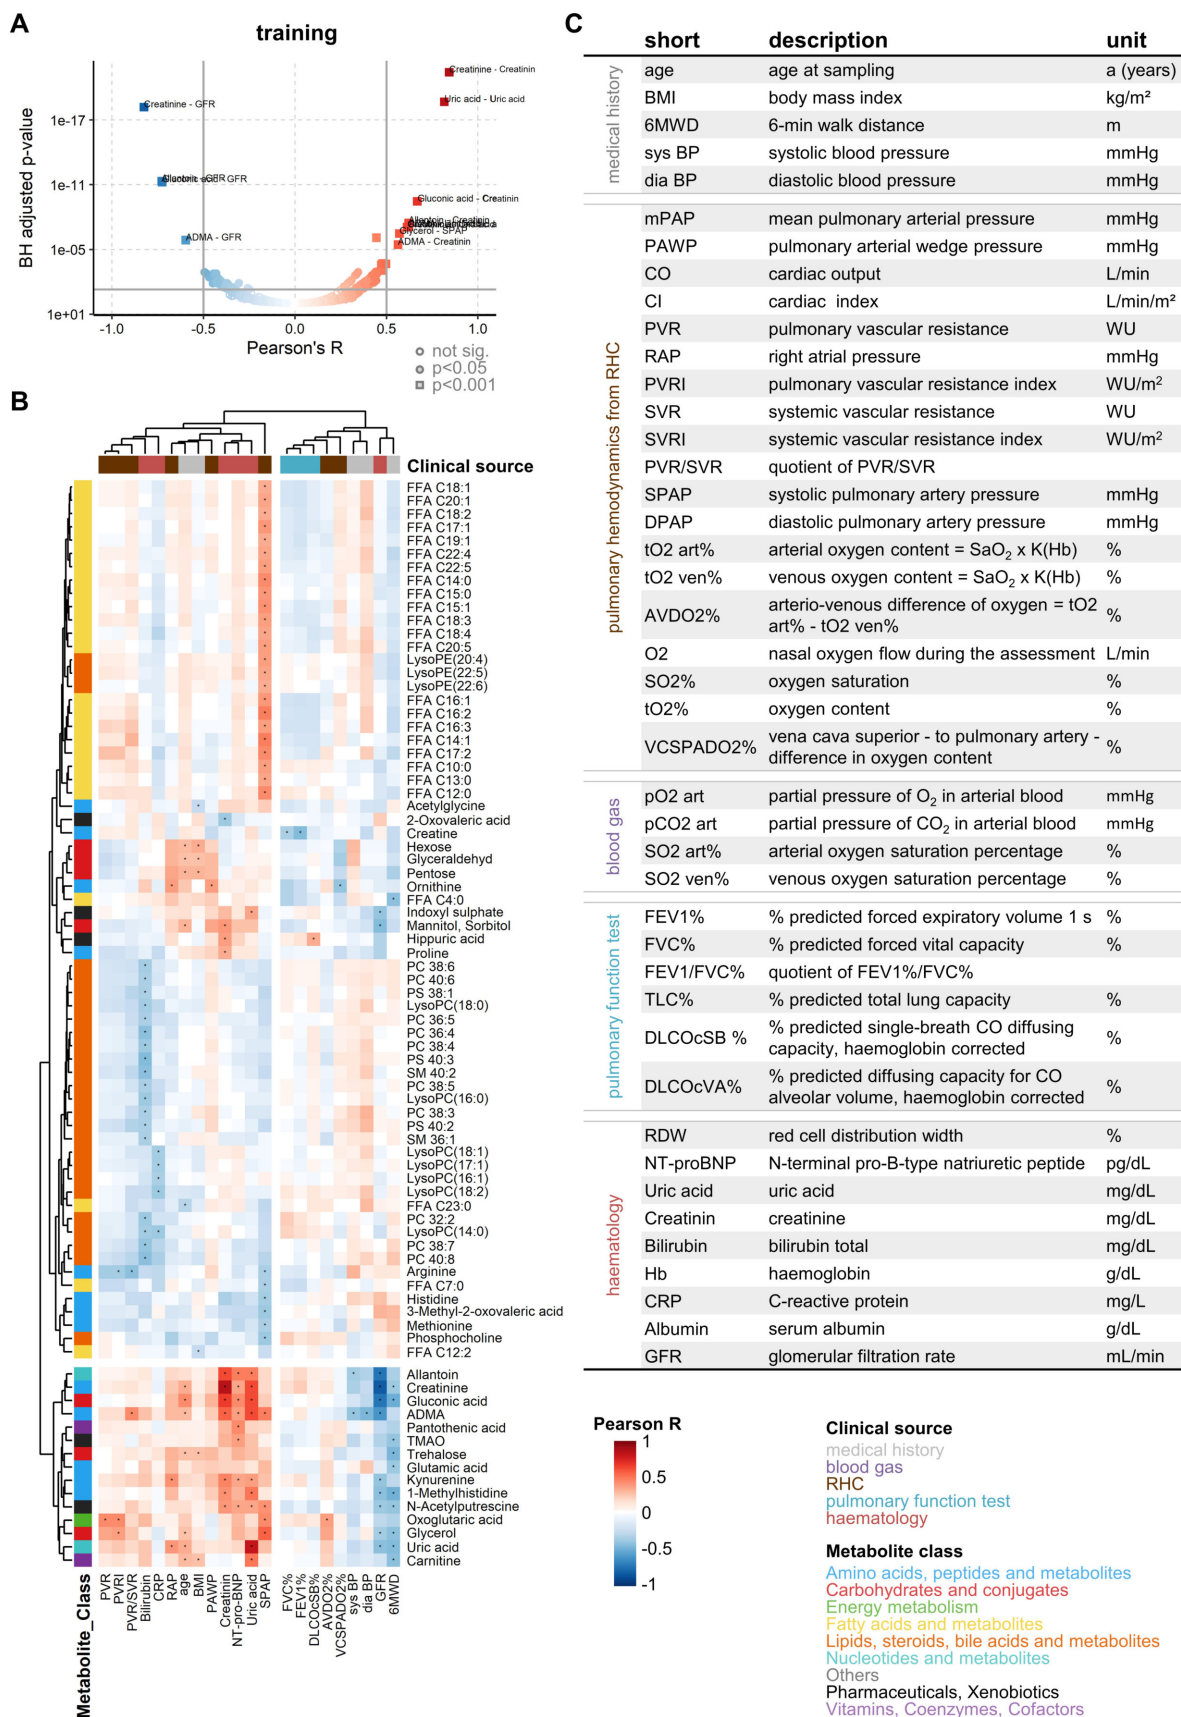 A
training
Creatinine - Creatinin
Uric acid - Uric acid
Creatinine - GFR
1e-17
1e-11
Gluconic acid - Creatinin
Allantoin - Creatinin
Glycerol - SPAP
ADMA - GFR
ADMA - Creatinin
1e-05
1e+01
BH adjusted p-value
-1.0 -0.5 0.0 0.5 1.0
Pearson's R
not sig.
p<0.05
p<0.001
B
Clinical source
FFA C18:1
FFA C20:1
FFA C18:2
FFA C17:1
FFA C19:1
FFA C22:4
FFA C22:5
FFA C14:0
FFA C15:0
FFA C15:1
FFA C18:3
FFA C18:4
FFA C20:5
LysoPE(20:4)
LysoPE(22:5)
LysoPE(22:6)
FFA C16:1
FFA C16:2
FFA C16:3
FFA C14:1
FFA C17:2
FFA C10:0
FFA C13:0
FFA C12:0
Acetylglycine
2-Oxovaleric acid
Creatine
Hexose
Glyceraldehyd
Pentose
Ornithine
FFA C4:0
Indoxyl sulphate
Mannitol, Sorbitol
Hippuric acid
Proline
PC 38:6
PC 40:6
PS 38:1
LysoPC(18:0)
PC 36:5
PC 36:4
PC 38:4
PS 40:3
SM 40:2
PC 38:5
LysoPC(16:0)
PC 38:3
PS 40:2
SM 36:1
LysoPC(18:1)
LysoPC(17:1)
LysoPC(16:1)
LysoPC(18:2)
FFA C23:0
PC 32:2
LysoPC(14:0)
PC 38:7
PC 40:8
Arginine
FFA C7:0
Histidine
3-Methyl-2-oxovaleric acid
Methionine
Phosphocholine
FFA C12:2
Allantoin
Creatinine
Gluconic acid
ADMA
Pantothenic acid
TMAO
Trehalose
Glutamic acid
Kynurenine
1-Methylhistidine
N-Acetylputrescine
Oxoglutaric acid
Glycerol
Uric acid
Carnitine
Metabolite_Class
PVR
PVRI
PVR/SVR
Bilirubin
CRP
RAP
age
BMI
PAWP
Creatinin
NT-pro-BNP
Uric acid
SPAP
FVC%
FEV1%
DLCOcSB%
AVDO2%
VCSPADO2%
sys BP
dia BP
GFR
6MWD
C
short description unit
medical history
age age at sampling a (years)
BMI body mass index kg/m²
6MWD 6-min walk distance m
sys BP systolic blood pressure mmHg
dia BP diastolic blood pressure mmHg
pulmonary hemodynamics from RHC
mPAP mean pulmonary arterial pressure mmHg
PAWP pulmonary arterial wedge pressure mmHg
CO cardiac output L/min
CI cardiac index L/min/m²
PVR pulmonary vascular resistance WU
RAP right atrial pressure mmHg
PVRI pulmonary vascular resistance index WU/m²
SVR systemic vascular resistance WU
SVRI systemic vascular resistance index WU/m²
PVR/SVR quotient of PVR/SVR
SPAP systolic pulmonary artery pressure mmHg
DPAP diastolic pulmonary artery pressure mmHg
tO2 art% arterial oxygen content = SaO₂ x K(Hb) %
tO2 ven% venous oxygen content = SaO₂ x K(Hb) %
AVDO2% arterio-venous difference of oxygen = tO2 %
art% - tO2 ven%
O2 nasal oxygen flow during the assessment L/min
SO2% oxygen saturation %
tO2% oxygen content %
VCSPADO2% vena cava superior - to pulmonary artery - %
difference in oxygen content
blood gas
pO2 art partial pressure of O₂ in arterial blood mmHg
pCO2 art partial pressure of CO₂ in arterial blood mmHg
SO2 art% arterial oxygen saturation percentage %
SO2 ven% venous oxygen saturation percentage %
pulmonary function test
FEV1% % predicted forced expiratory volume 1 s %
FVC% % predicted forced vital capacity %
FEV1/FVC% quotient of FEV1%/FVC%
TLC% % predicted total lung capacity %
DLCOcSB % % predicted single-breath CO diffusing %
capacity, haemoglobin corrected
DLCOcVA% % predicted diffusing capacity for CO %
alveolar volume, haemoglobin corrected
haematology
RDW red cell distribution width %
NT-proBNP N-terminal pro-B-type natriuretic peptide pg/dL
Uric acid uric acid mg/dL
Creatinin creatinine mg/dL
Bilirubin bilirubin total mg/dL
Hb haemoglobin g/dL
CRP C-reactive protein mg/L
Albumin serum albumin g/dL
GFR glomerular filtration rate mL/min
Pearson R
1
0.5
0
-0.5
-1
Clinical source
medical history
blood gas
RHC
pulmonary function test
haematology
Metabolite class
Amino acids, peptides and metabolites
Carbohydrates and conjugates
Energy metabolism
Fatty acids and metabolites
Lipids, steroids, bile acids and metabolites
Nucleotides and metabolites
Others
Pharmaceuticals, Xenobiotics
Vitamins, Coenzymes, Cofactors